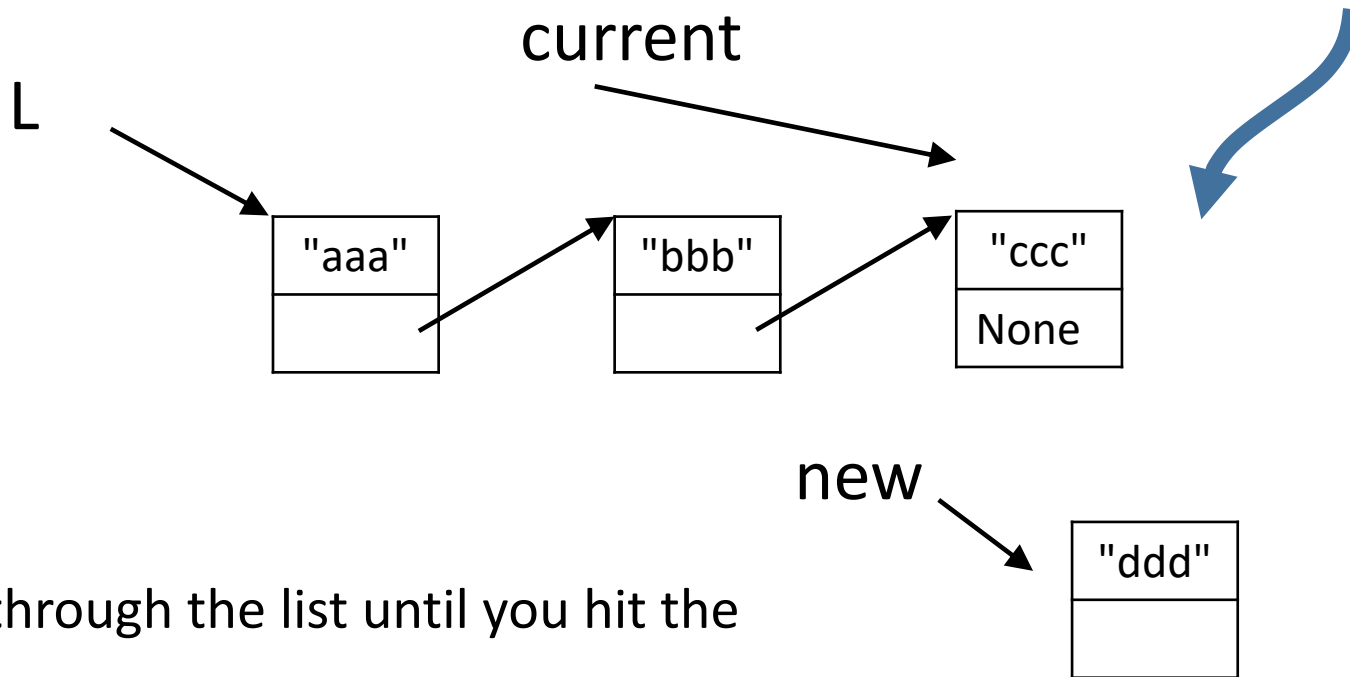 current
L
"aaa"
"bbb"
"ccc"
None
new
"ddd"
through the list until you hit the